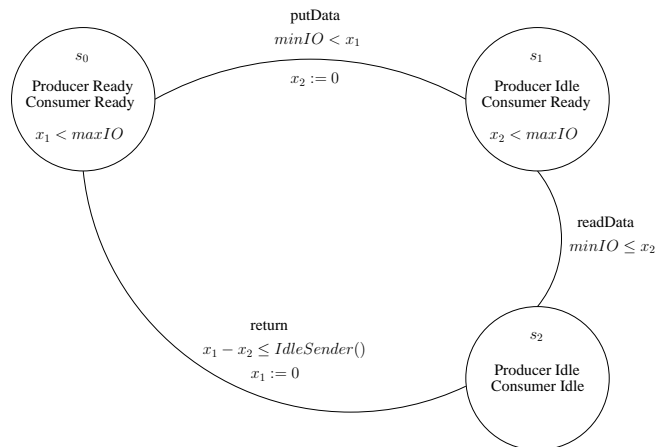 putData
minIO < x₁
x₂ := 0
s₀
Producer Ready
Consumer Ready
x₁ < maxIO
s₁
Producer Idle
Consumer Ready
x₂ < maxIO
readData
minIO ≤ x₂
return
x₁ − x₂ ≤ IdleSender()
x₁ := 0
s₂
Producer Idle
Consumer Idle